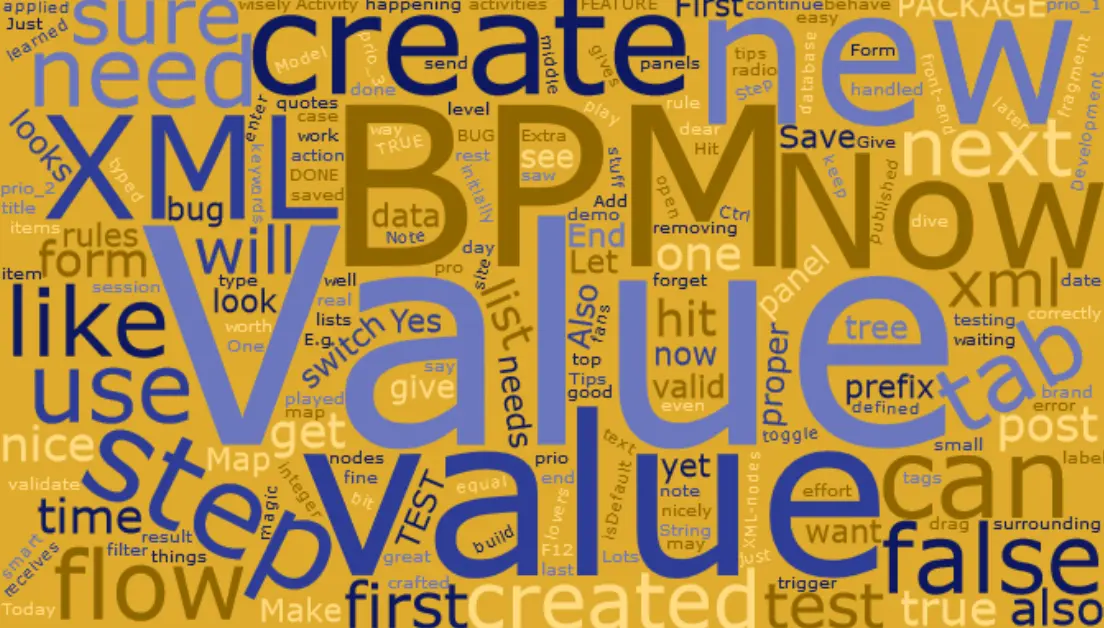 applied
wisely
Activity
happening
activities
FEATURE
First
continue
behave
PACKAGE
prio_1
Just
learned
sure
create
new
easy
need
Model
prio_3
done
send
middle
gives
panels
tips
radio
step
database
Form
handled
front-end
later
fragment
Development
looks
XML
enter
keywords
quotes
case
work
action
DONE
saved
level
way
TRUE
BPM
BUG
rest
initially
Extra
see
saw
play
stuff
rule
dear
Hit
open
Save
Give
next
typed
bug
prio_2
title
items
rules
form
will
data
Note
day
site
pro
Add
demo
End
Let
removing
Ctrl
one
keep
published
Now
dive
item
session
type
look
well
real
lists
E.g.
worth
One
like
use
Value
switch
Yes
list
needs
say
give
Also
fans
top
Tips
good
forget
hit
now
valid
even
panel
proper
toggle
tree
prefix
defined
xml
date
testing
waiting
correctly
tab
brand
error
small
post
played
map
get
nice
step
Map
validate
time
smart
receives
result
filter
things
integer
magic
nodes
fine
bit
TEST
great
crafted
equal
build
value
prio
end
lovers
F12
last
text
isDefault
Lots
yet
note
nicely
String
may
XML-nodes
just
effort
want
can
tags
drag
label
surrounding
false
flow
Today
Make
first
created
trigger
test
true
also